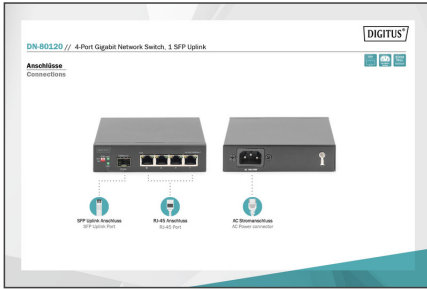 DIGITUS®
DN-80120 // 4-Port Gigabit Network Switch, 1 SFP Uplink
Anschlüsse
Connections
SFP Uplink Anschluss
SFP Uplink Port
RJ-45 Anschluss
RJ-45 Port
AC Stromanschluss
AC Power connector